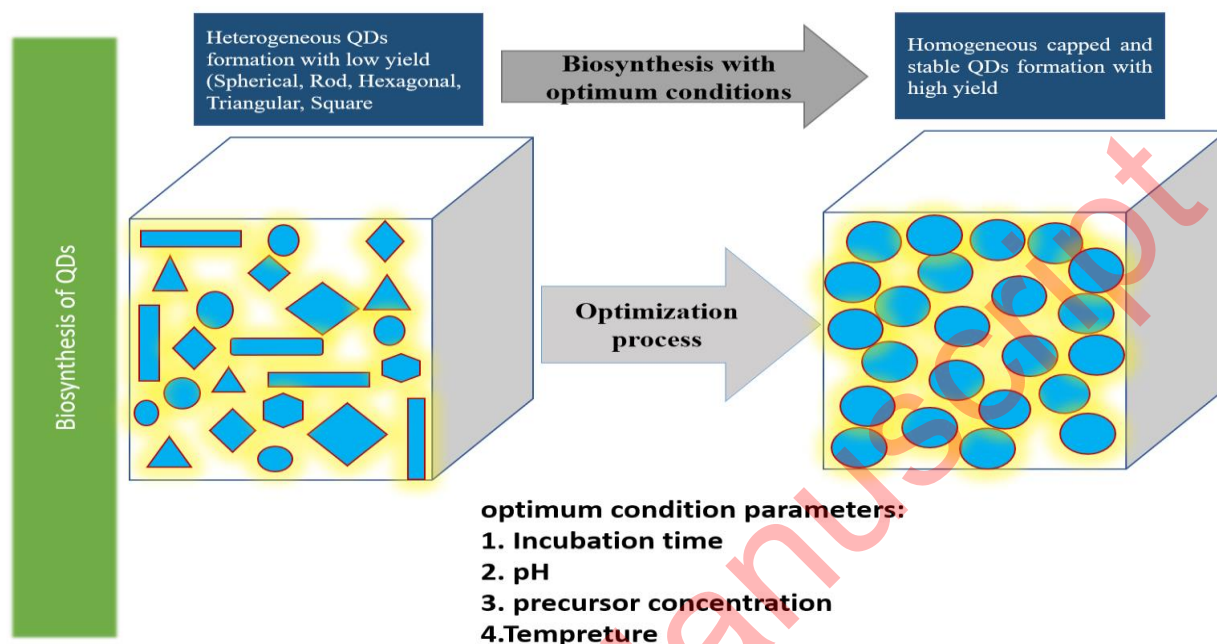 Biosynthesis of QDs
Heterogeneous QDs
formation with low yield
(Spherical, Rod, Hexagonal,
Triangular, Square
Biosynthesis with
optimum conditions
Homogeneous capped and
stable QDs formation with
high yield
Optimization
process
optimum condition parameters:
1. Incubation time
2. pH
3. precursor concentration
4.Tempreture
anuscript